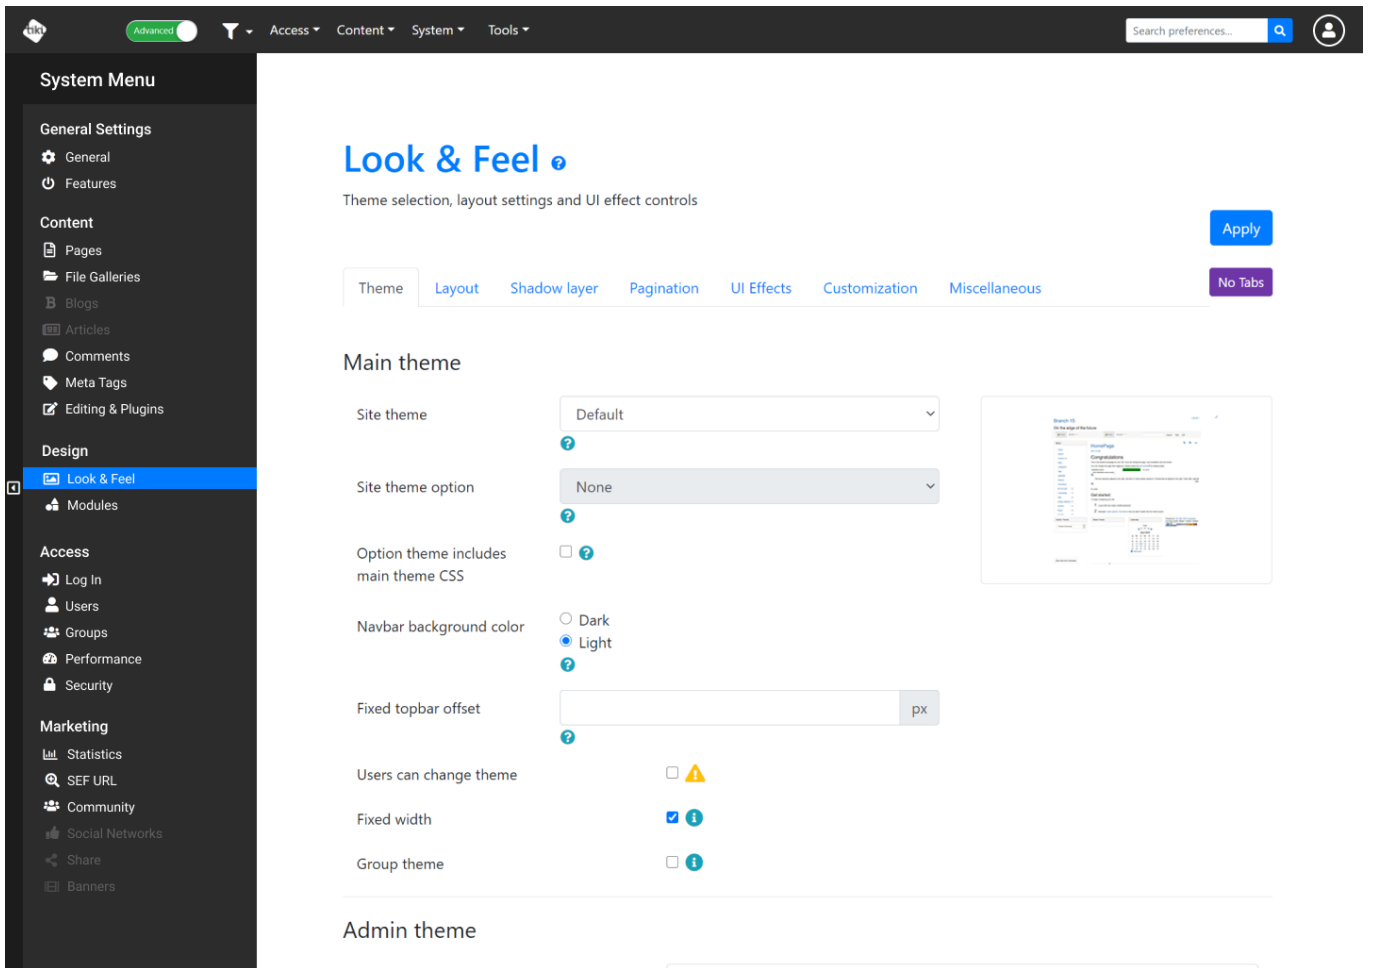 tiki
Advanced
Access
Content
System
Tools
Search preferences...
System Menu
General Settings
General
Features
Content
Pages
File Galleries
Blogs
Articles
Comments
Meta Tags
Editing & Plugins
Design
Look & Feel
Modules
Access
Log In
Users
Groups
Performance
Security
Marketing
Statistics
SEF URL
Community
Social Networks
Share
Banners
Look & Feel
Theme selection, layout settings and UI effect controls
Apply
Theme Layout Shadow layer Pagination UI Effects Customization Miscellaneous
No Tabs
Main theme
Site theme
Default
Site theme option
None
Option theme includes
main theme CSS
Navbar background color
Dark
Light
Fixed topbar offset
px
Users can change theme
Fixed width
Group theme
HomePage
Congratulations
Get started
Admin theme